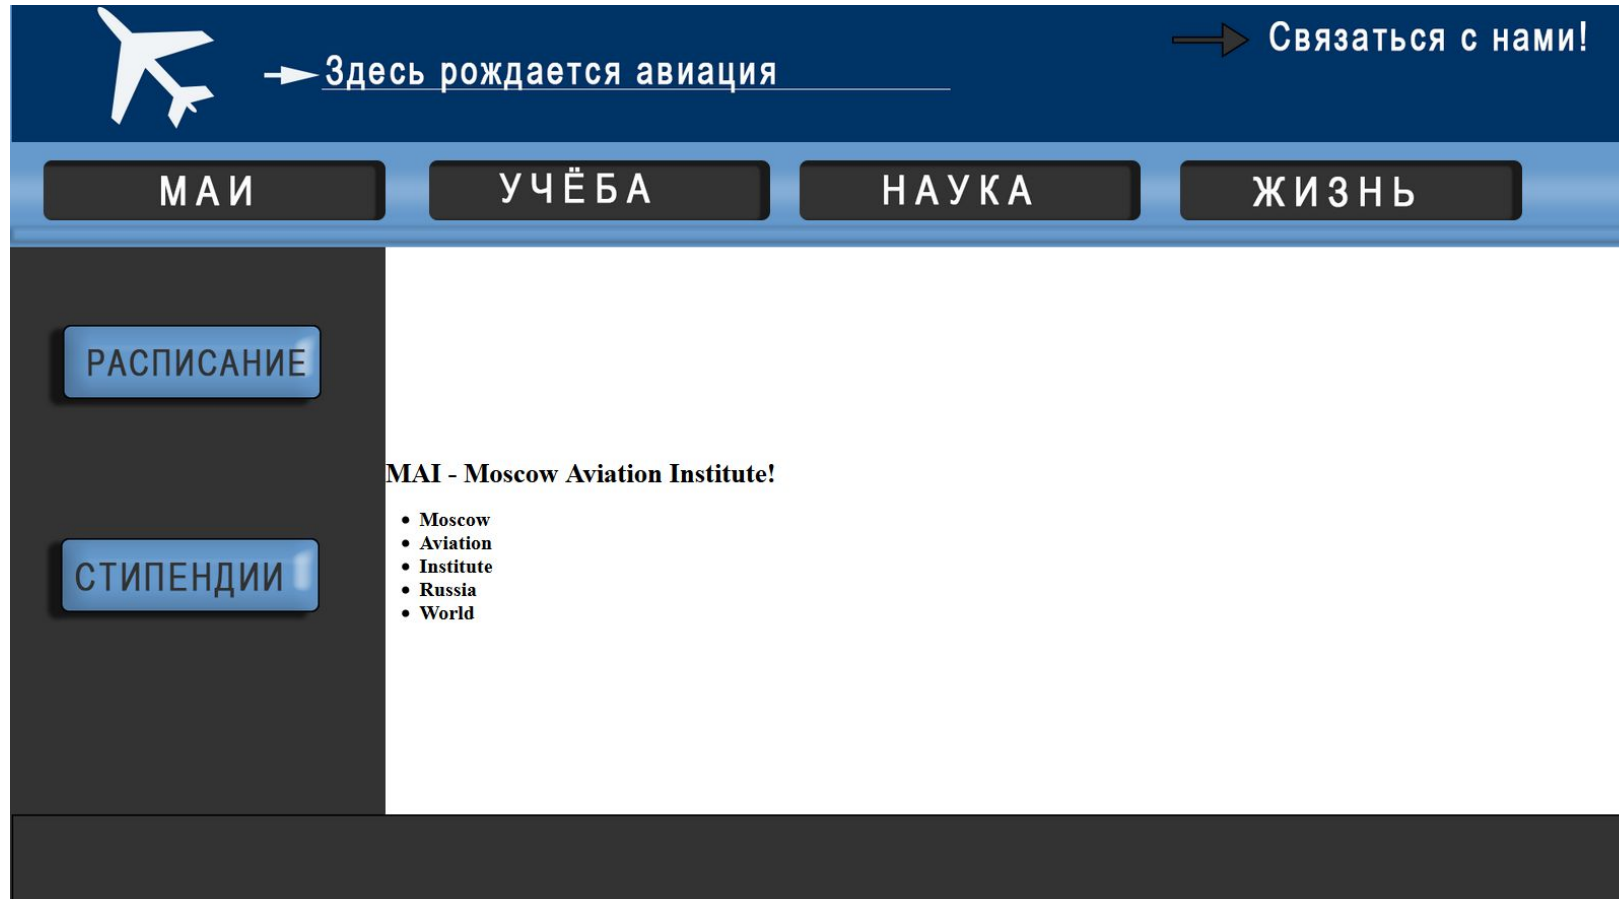 Здесь рождается авиация
Связаться с нами!
МАИ
УЧЁБА
НАУКА
ЖИЗНЬ
РАСПИСАНИЕ
СТИПЕНДИИ
MAI - Moscow Aviation Institute!
Moscow
Aviation
Institute
Russia
World